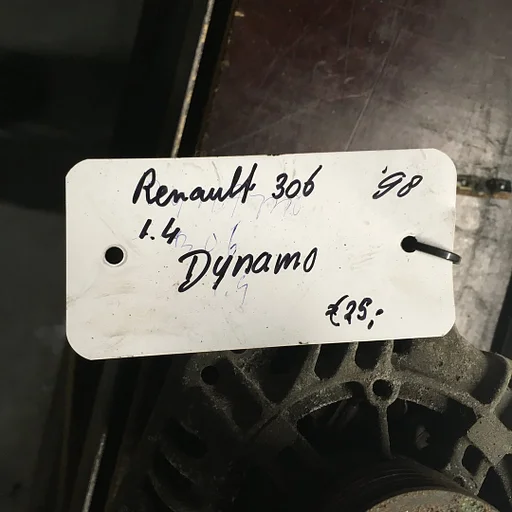 Renault 306 '98
1.4
Dynamo
€25,-